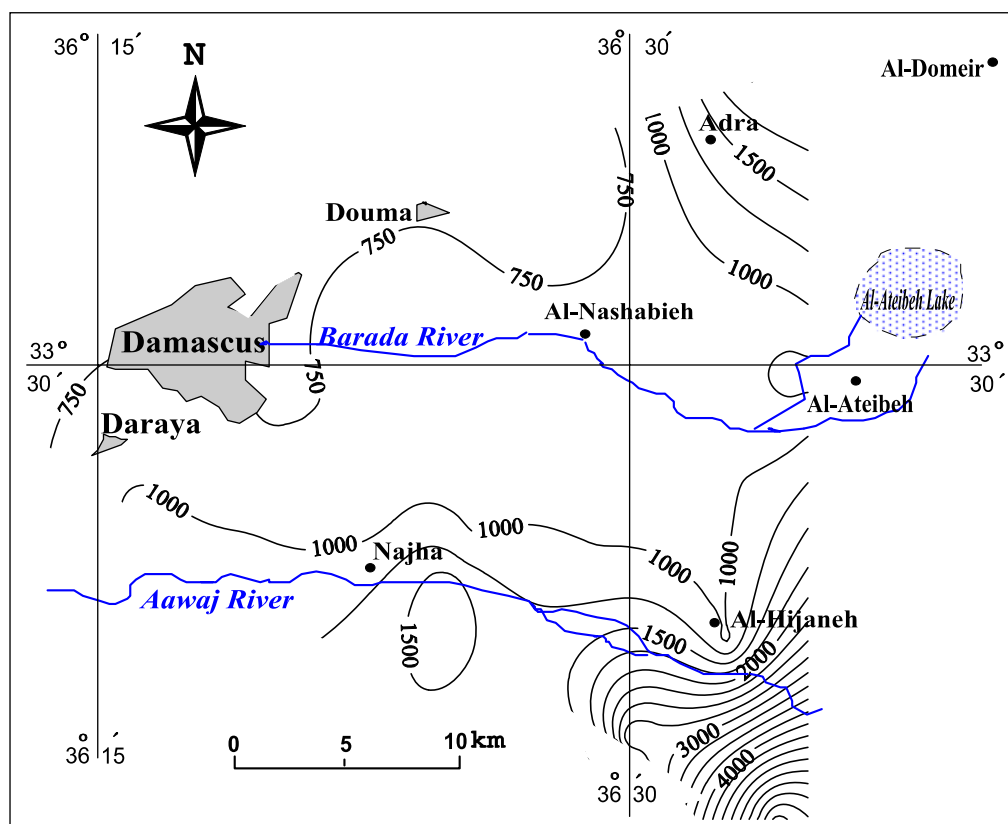 36° 15´
36° 30´
N
Al-Domeir
Adra
1000
1500
750
Douma
750
750
1000
Al-Ateibeh Lake
Al-Nashabieh
Barada River
Damascus
33° 30´
33° 30´
750
750
Al-Ateibeh
Daraya
1000
1000
1000
1000
1000
Najha
Aawaj River
Al-Hijaneh
1500
1500
2000
3000
4000
0 5 10 km
36° 15´
36° 30